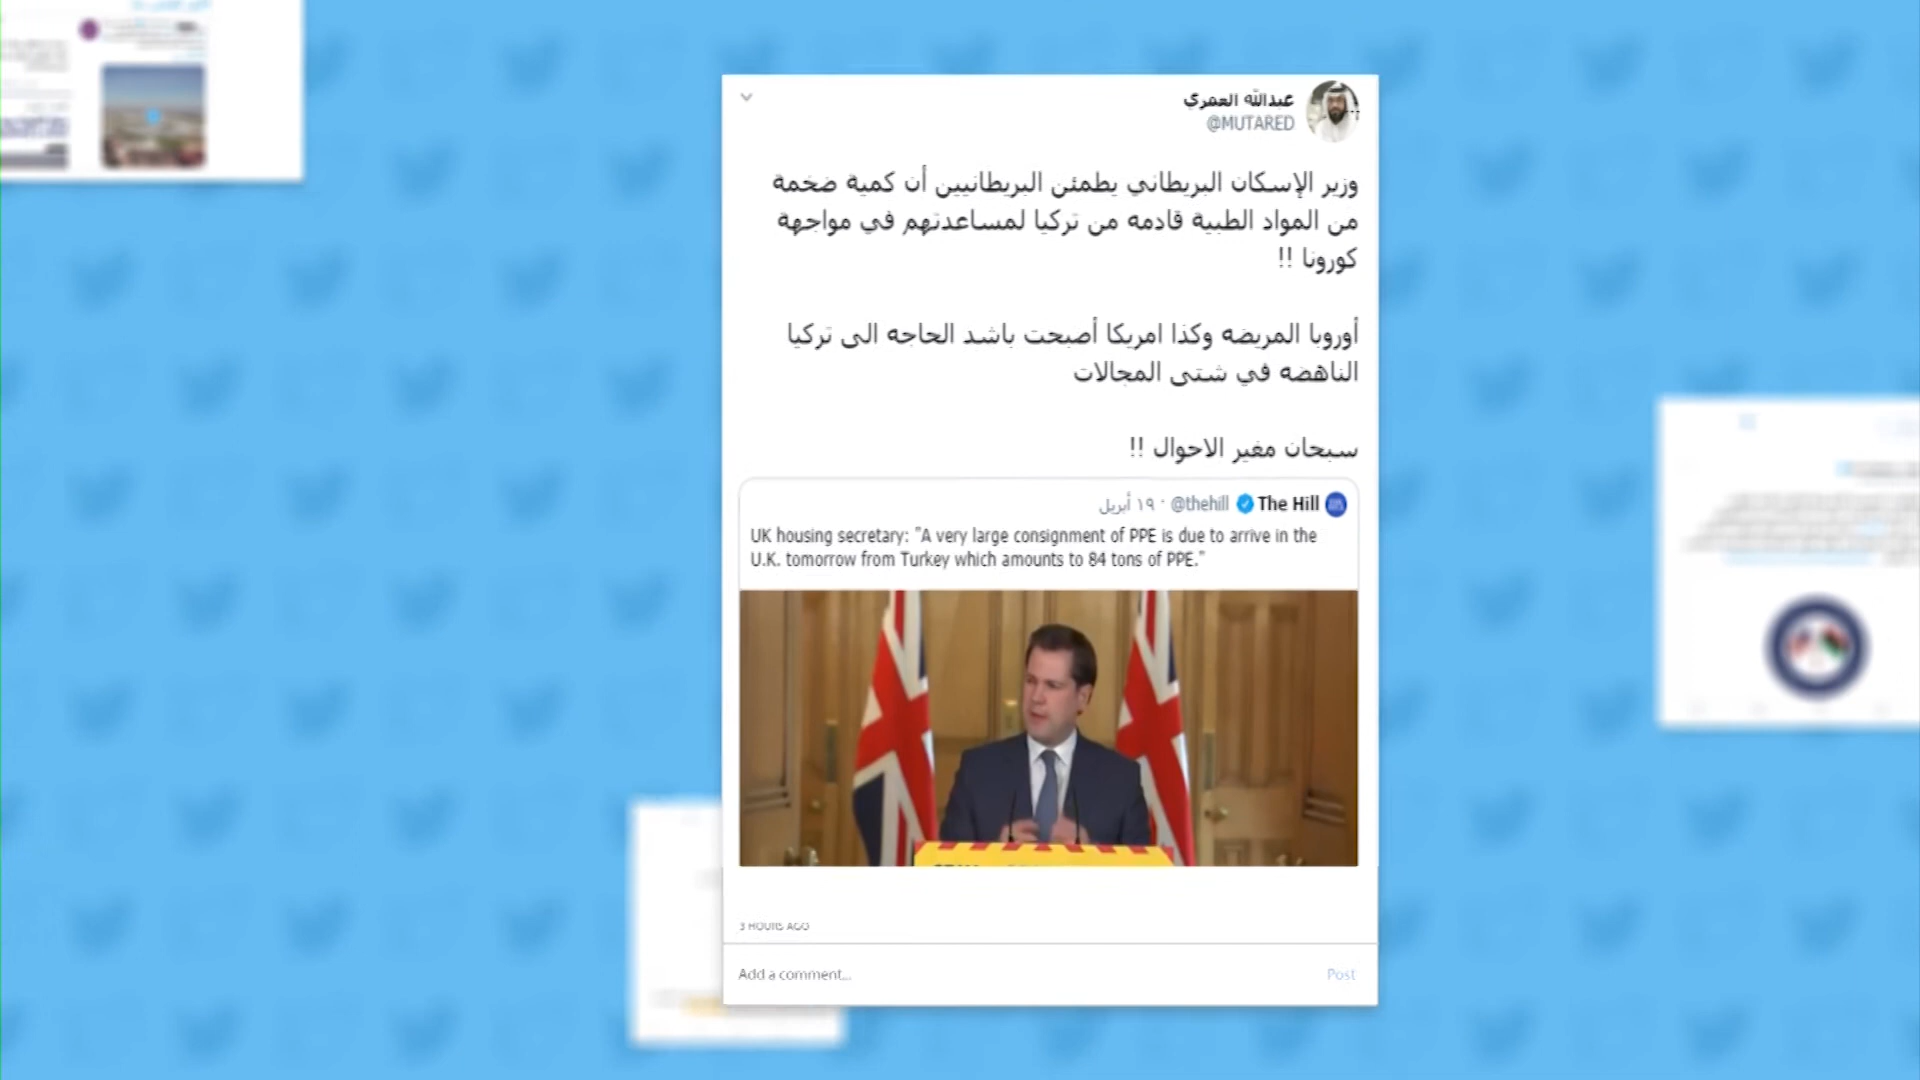 عبدالله العمري
@MUTARED
وزير الإسكان البريطاني يطمئن البريطانيين أن كمية ضخمة
من المواد الطبية قادمه من تركيا لمساعدتهم في مواجهة
كورونا !!
أوروبا المريضه وكذا امريكا أصبحت باشد الحاجه الى تركيا
الناهضه في شتى المجالات
سبحان مغير الاحوال !!
The Hill @thehill · ١٩ أبريل
UK housing secretary: "A very large consignment of PPE is due to arrive in the
U.K. tomorrow from Turkey which amounts to 84 tons of PPE."
3 HOURS AGO
Add a comment...
Post